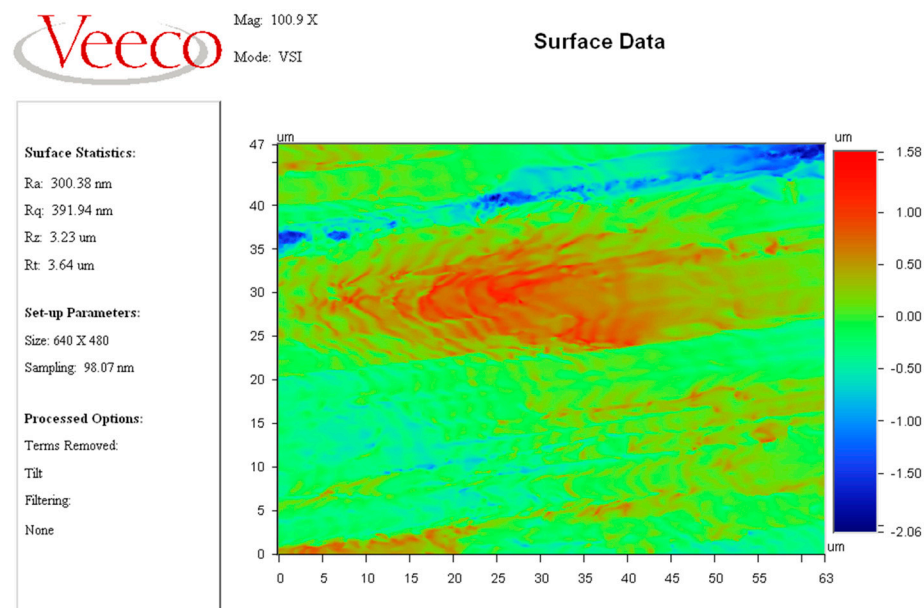 Veeco
Mag: 100.9 X
Mode: VSI
Surface Data
Surface Statistics:
Ra: 300.38 nm
Rq: 391.94 nm
Rz: 3.23 um
Rt: 3.64 um
Set-up Parameters:
Size: 640 X 480
Sampling: 98.07 nm
Processed Options:
Terms Removed:
Tilt
Filtering:
None
um
47
40
35
30
25
20
15
10
5
0
0 5 10 15 20 25 30 35 40 45 50 55 63
um
um
1.58
1.00
0.00
-0.50
-1.00
-1.50
-2.06